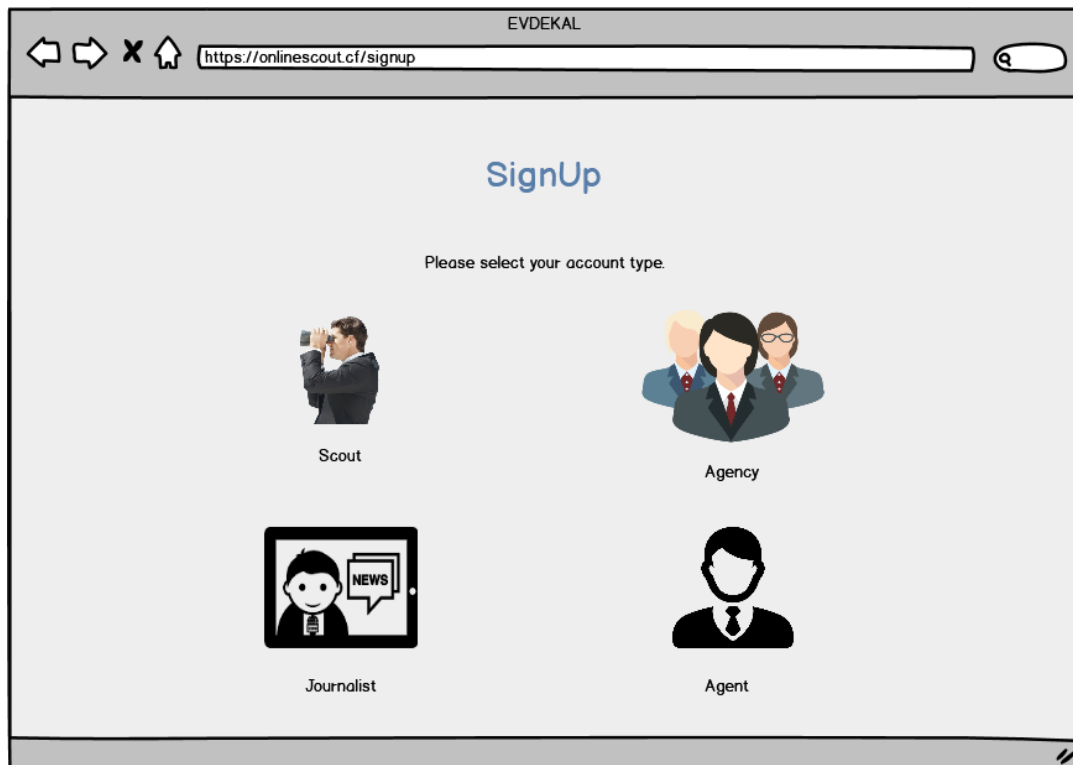 EVDEKAL
https://onlinescout.cf/signup
SignUp
Please select your account type.
Scout
Agency
NEWS
Journalist
Agent